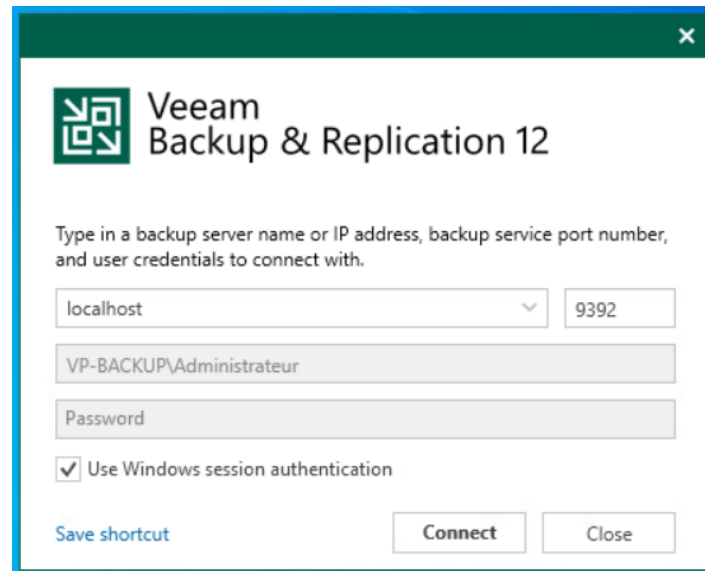 Veeam
Backup & Replication 12
Type in a backup server name or IP address, backup service port number,
and user credentials to connect with.
localhost 9392
VP-BACKUP\Administrateur
Password
Use Windows session authentication
Save shortcut Connect Close